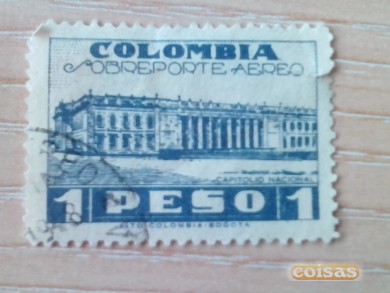 COLOMBIA
SOBREPORTE AEREO
CAPITOLIO NACIONAL
1 PESO 1
COLOMBIA-BOGOTA
coisas